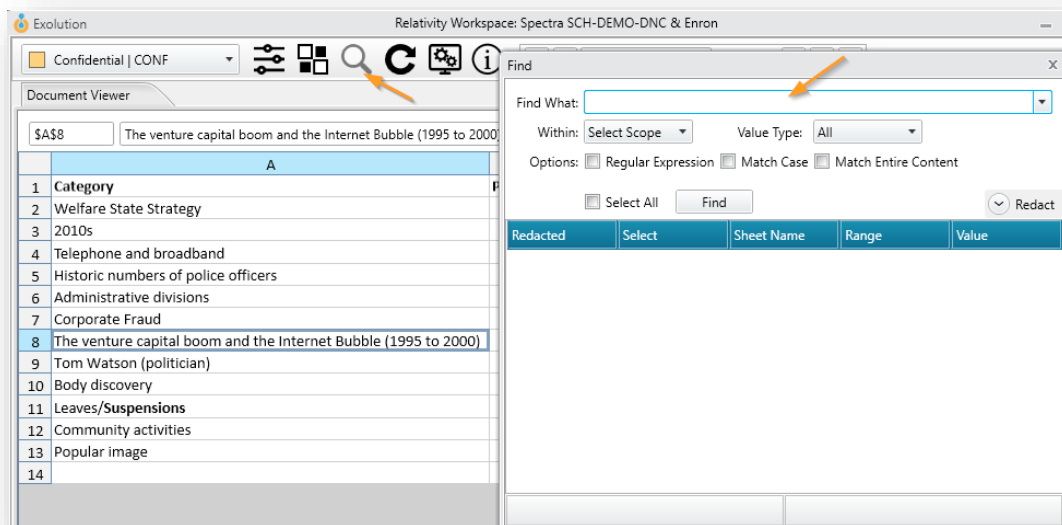 Exolution
Relativity Workspace: Spectra SCH-DEMO-DNC & Enron
Confidential | CONF
Document Viewer
$A$8
The venture capital boom and the Internet Bubble (1995 to 2000)
A
1 Category
2 Welfare State Strategy
3 2010s
4 Telephone and broadband
5 Historic numbers of police officers
6 Administrative divisions
7 Corporate Fraud
8 The venture capital boom and the Internet Bubble (1995 to 2000)
9 Tom Watson (politician)
10 Body discovery
11 Leaves/Suspensions
12 Community activities
13 Popular image
14
Find X
Find What:
Within: Select Scope Value Type: All
Options: Regular Expression Match Case Match Entire Content
Select All Find Redact
Redacted Select Sheet Name Range Value